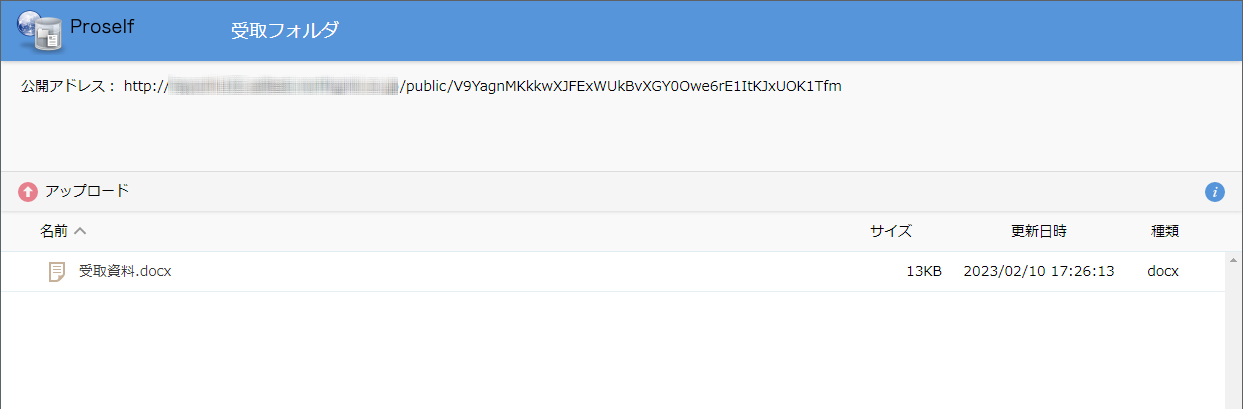 Proself
受取フォルダ
公開アドレス： http:///public/V9YagnMKkkwXJFExWUkBvXGY0Owe6rE1ItKJxUOK1Tfm
アップロード
名前 サイズ 更新日時 種類
受取資料.docx 13KB 2023/02/10 17:26:13 docx